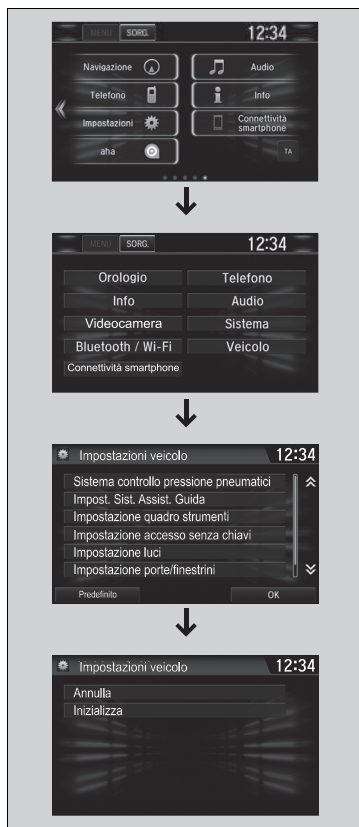 MENU SORG. 12:34
Navigazione Audio
Telefono Info
Impostazioni Connettività smartphone
aha TA
MENU SORG. 12:34
Orologio Telefono
Info Audio
Videocamera Sistema
Bluetooth / Wi-Fi Veicolo
Connettività smartphone
Impostazioni veicolo 12:34
Sistema controllo pressione pneumatici
Impost. Sist. Assist. Guida
Impostazione quadro strumenti
Impostazione accesso senza chiavi
Impostazione luci
Impostazione porte/finestrini
Predefinito OK
Impostazioni veicolo 12:34
Annulla
Inizializza